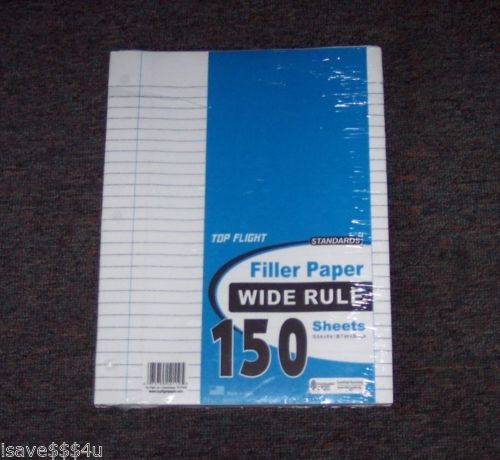 TOP FLIGHT
STANDARDS
Filler Paper
WIDE RULE
150
Sheets
isave$$$4u